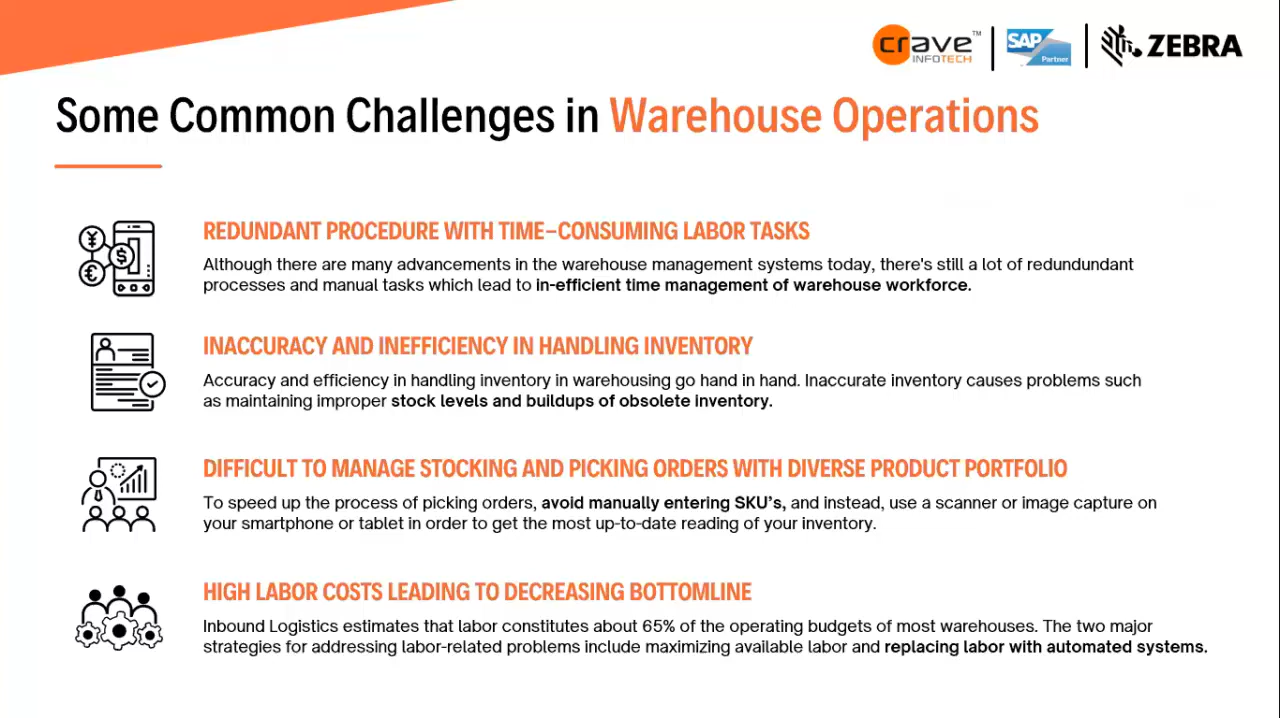 crave™
INFOTECH
SAP
Partner
ZEBRA
Some Common Challenges in Warehouse Operations
REDUNDANT PROCEDURE WITH TIME-CONSUMING LABOR TASKS
Although there are many advancements in the warehouse management systems today, there's still a lot of redundundant
processes and manual tasks which lead to in-efficient time management of warehouse workforce.
INACCURACY AND INEFFICIENCY IN HANDLING INVENTORY
Accuracy and efficiency in handling inventory in warehousing go hand in hand. Inaccurate inventory causes problems such
as maintaining improper stock levels and buildups of obsolete inventory.
DIFFICULT TO MANAGE STOCKING AND PICKING ORDERS WITH DIVERSE PRODUCT PORTFOLIO
To speed up the process of picking orders, avoid manually entering SKU's, and instead, use a scanner or image capture on
your smartphone or tablet in order to get the most up-to-date reading of your inventory.
HIGH LABOR COSTS LEADING TO DECREASING BOTTOMLINE
Inbound Logistics estimates that labor constitutes about 65% of the operating budgets of most warehouses. The two major
strategies for addressing labor-related problems include maximizing available labor and replacing labor with automated systems.